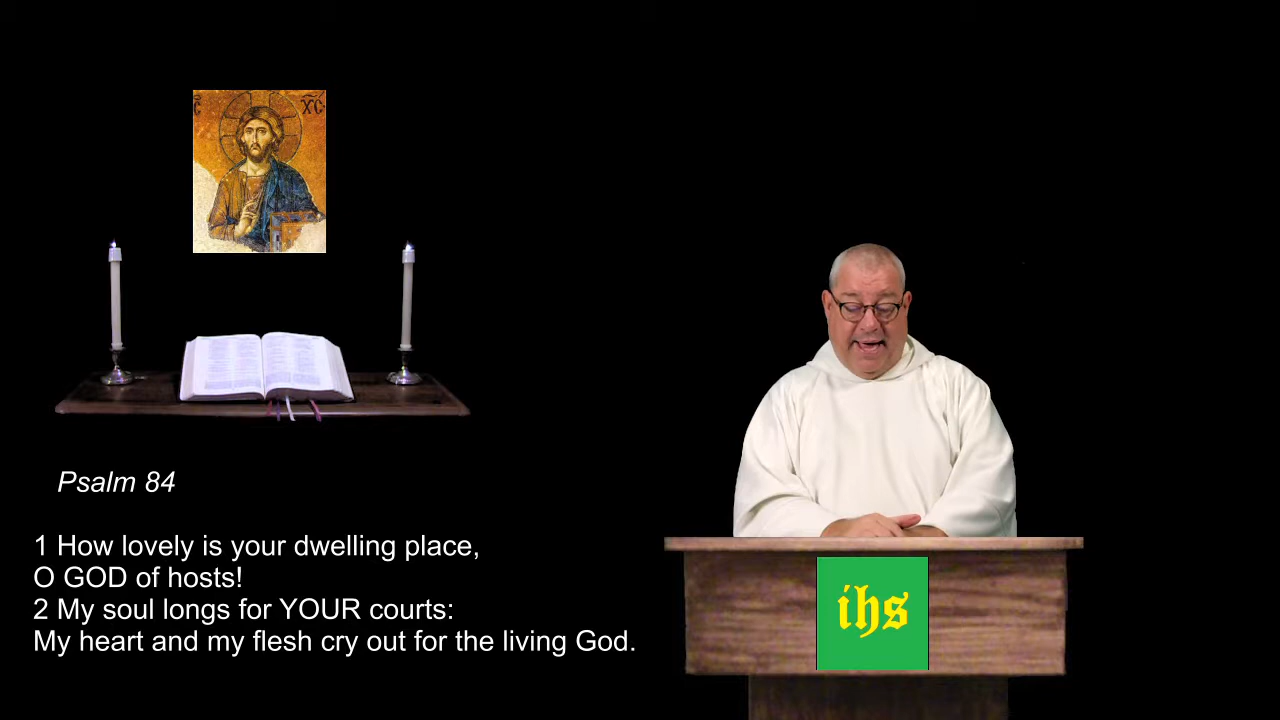 XC
Psalm 84
1 How lovely is your dwelling place,
O GOD of hosts!
2 My soul longs for YOUR courts:
My heart and my flesh cry out for the living God.
ihs